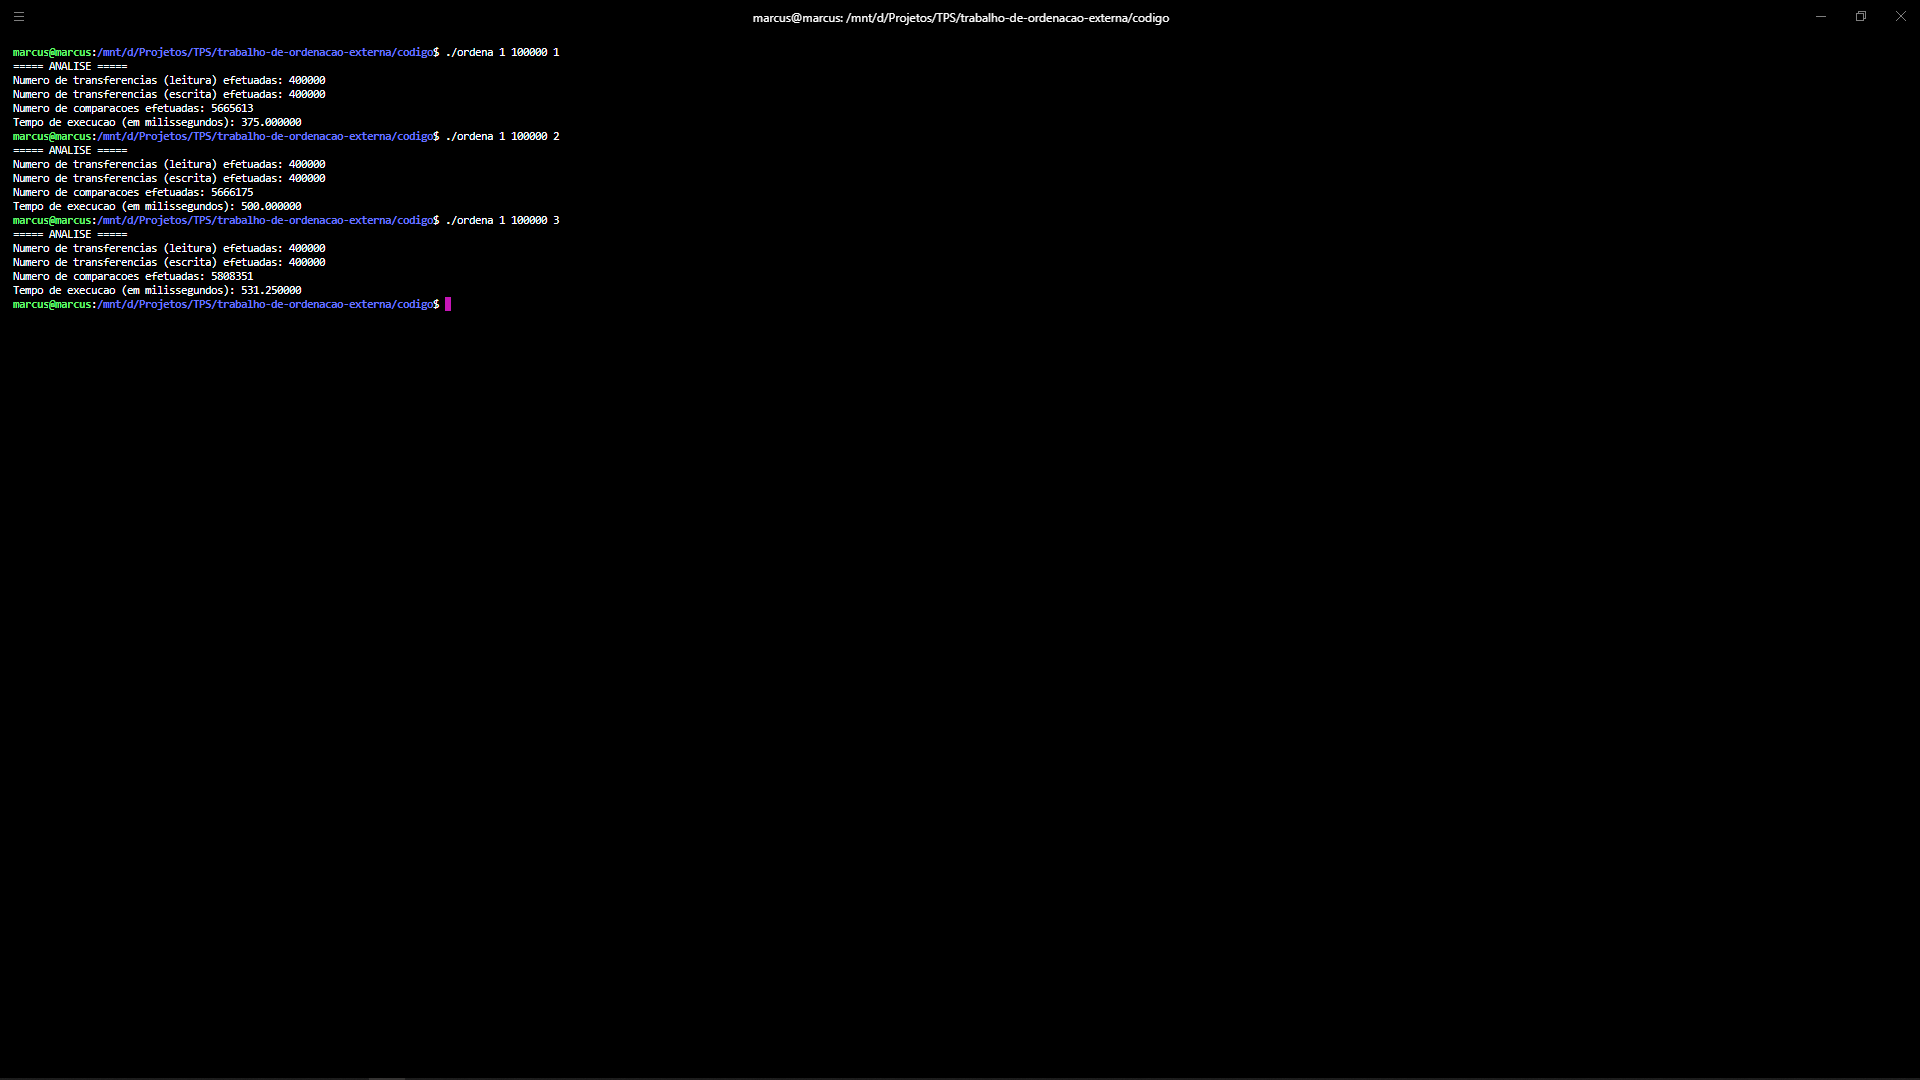 marcus@marcus: /mnt/d/Projetos/TPS/trabalho-de-ordenacao-externa/codigo
marcus@marcus:/mnt/d/Projetos/TPS/trabalho-de-ordenacao-externa/codigo$ ./ordena 1 100000 1
===== ANALISE =====
Numero de transferencias (leitura) efetuadas: 400000
Numero de transferencias (escrita) efetuadas: 400000
Numero de comparacoes efetuadas: 5665613
Tempo de execucao (em milissegundos): 375.000000
marcus@marcus:/mnt/d/Projetos/TPS/trabalho-de-ordenacao-externa/codigo$ ./ordena 1 100000 2
===== ANALISE =====
Numero de transferencias (leitura) efetuadas: 400000
Numero de transferencias (escrita) efetuadas: 400000
Numero de comparacoes efetuadas: 5666175
Tempo de execucao (em milissegundos): 500.000000
marcus@marcus:/mnt/d/Projetos/TPS/trabalho-de-ordenacao-externa/codigo$ ./ordena 1 100000 3
===== ANALISE =====
Numero de transferencias (leitura) efetuadas: 400000
Numero de transferencias (escrita) efetuadas: 400000
Numero de comparacoes efetuadas: 5808351
Tempo de execucao (em milissegundos): 531.250000
marcus@marcus:/mnt/d/Projetos/TPS/trabalho-de-ordenacao-externa/codigo$